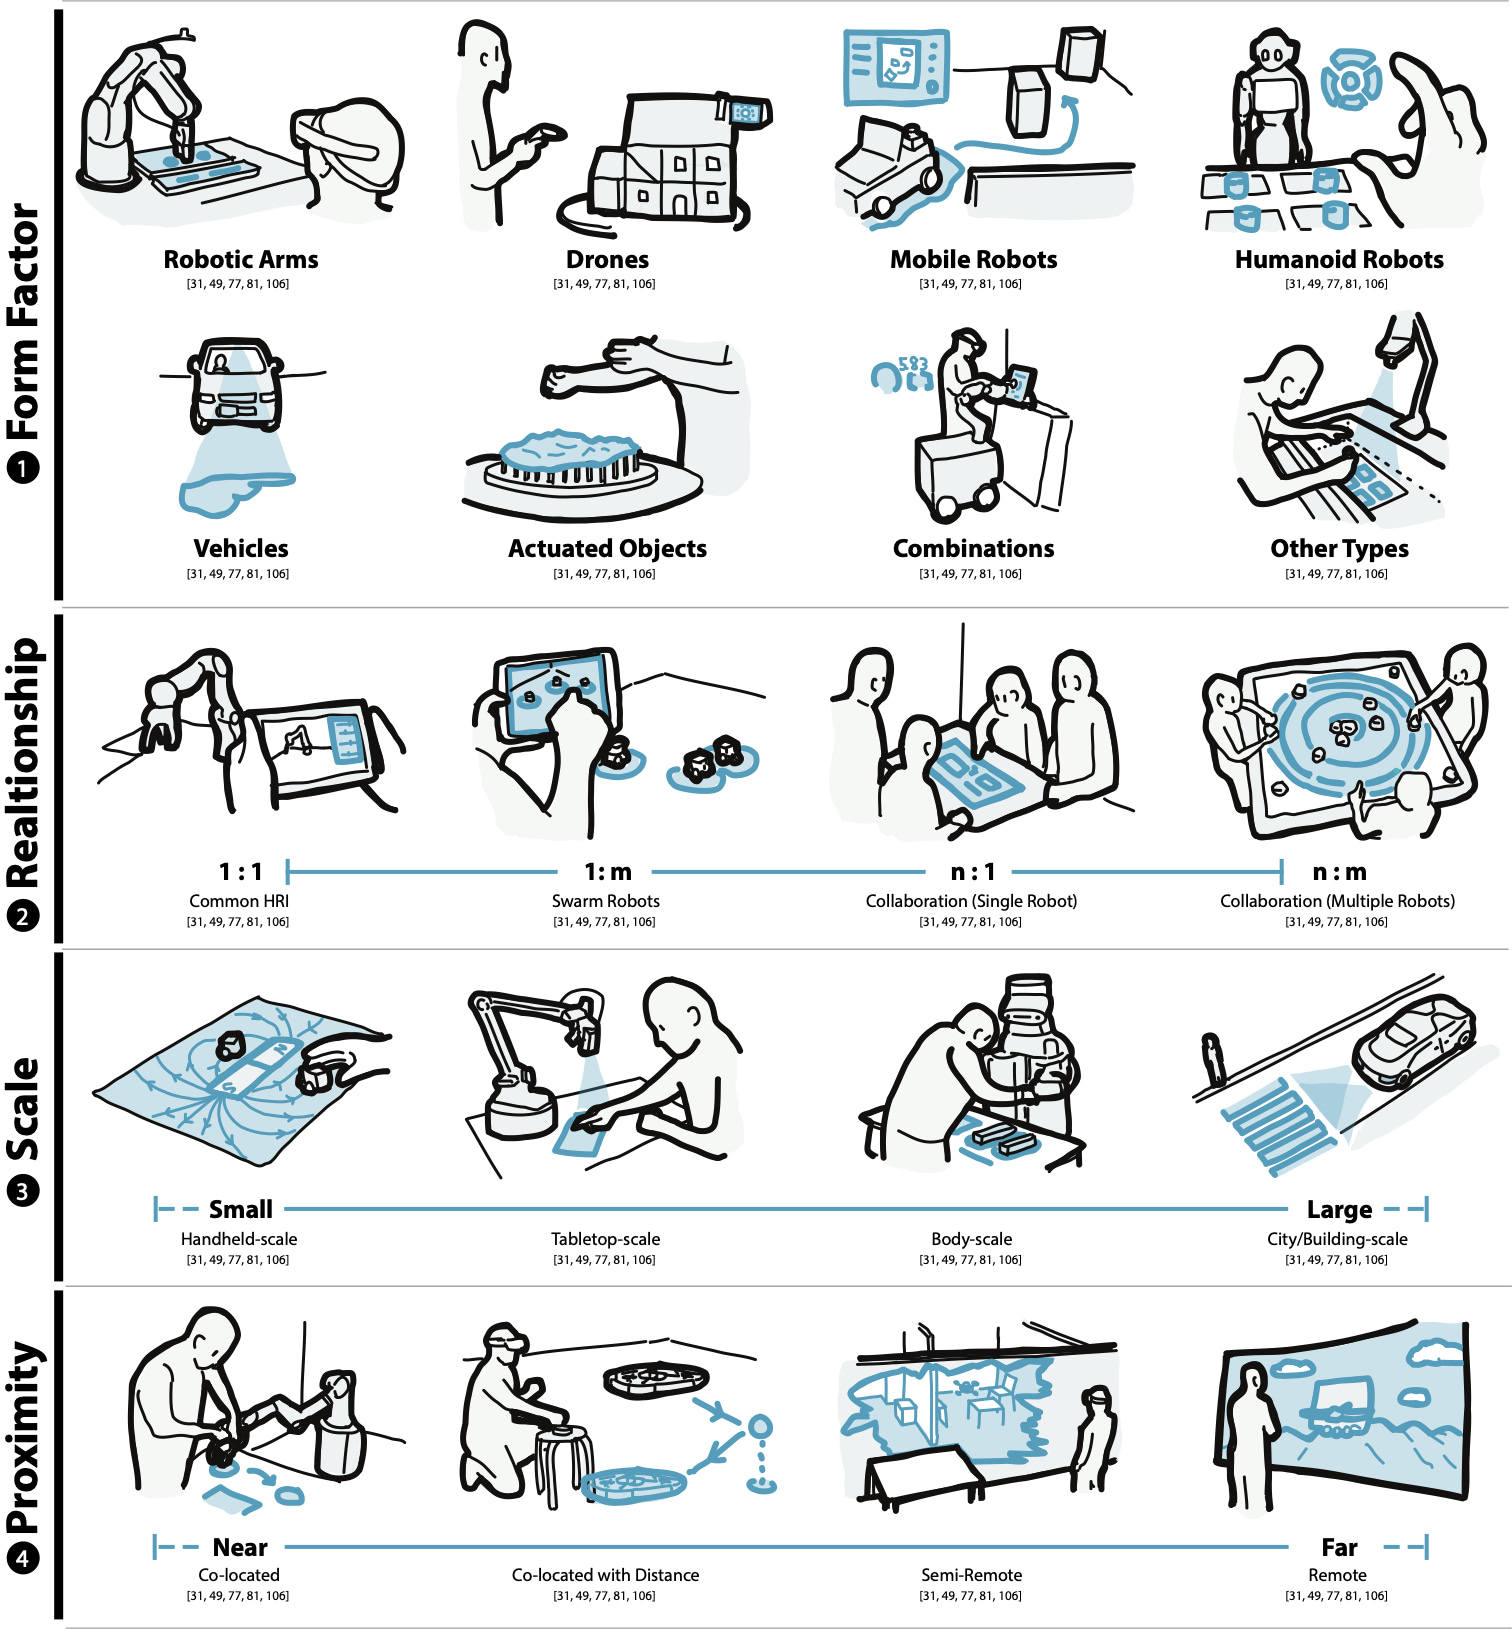 1 Form Factor
Robotic Arms
[31, 49, 77, 81, 106]
Drones
[31, 49, 77, 81, 106]
Mobile Robots
[31, 49, 77, 81, 106]
Humanoid Robots
[31, 49, 77, 81, 106]
583
Vehicles
[31, 49, 77, 81, 106]
Actuated Objects
[31, 49, 77, 81, 106]
Combinations
[31, 49, 77, 81, 106]
Other Types
[31, 49, 77, 81, 106]
2 Realtionship
1 : 1
Common HRI
[31, 49, 77, 81, 106]
1: m
Swarm Robots
[31, 49, 77, 81, 106]
n : 1
Collaboration (Single Robot)
[31, 49, 77, 81, 106]
n : m
Collaboration (Multiple Robots)
[31, 49, 77, 81, 106]
3 Scale
N
S
Small
Handheld-scale
[31, 49, 77, 81, 106]
Tabletop-scale
[31, 49, 77, 81, 106]
Body-scale
[31, 49, 77, 81, 106]
Large
City/Building-scale
[31, 49, 77, 81, 106]
4 Proximity
Near
Co-located
[31, 49, 77, 81, 106]
Co-located with Distance
[31, 49, 77, 81, 106]
Semi-Remote
[31, 49, 77, 81, 106]
Far
Remote
[31, 49, 77, 81, 106]